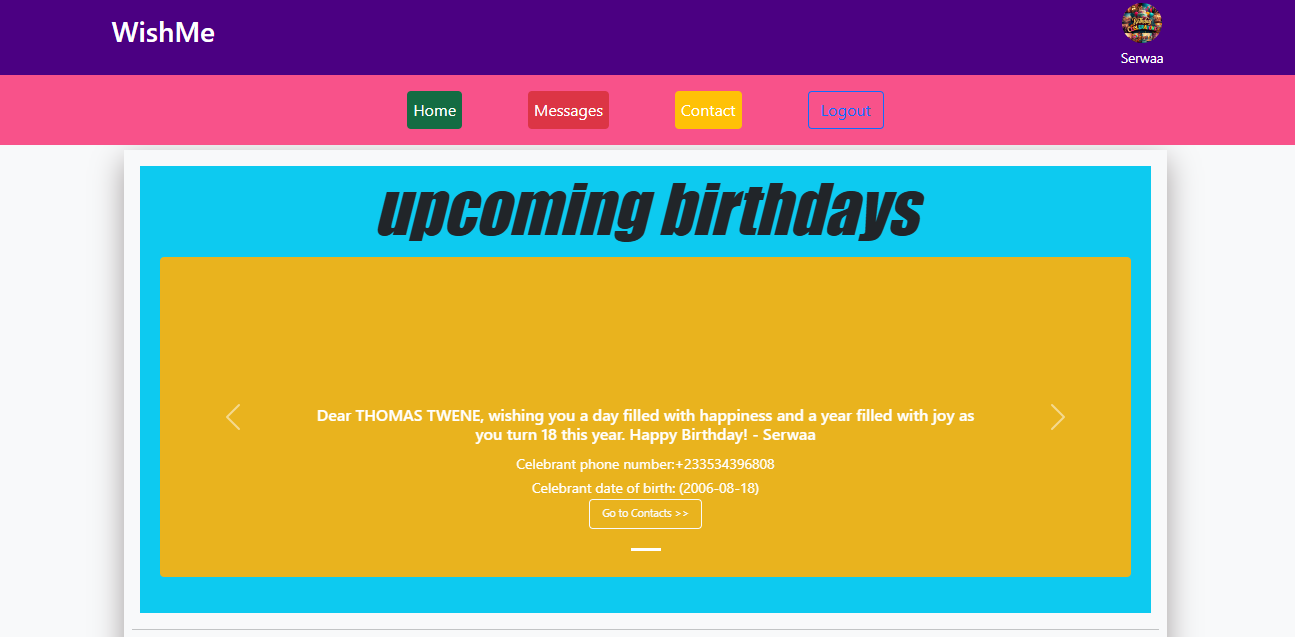 WishMe
Serwaa
Home
Messages
Contact
Logout
upcoming birthdays
Dear THOMAS TWENE, wishing you a day filled with happiness and a year filled with joy as
you turn 18 this year. Happy Birthday! - Serwaa
Celebrant phone number:+233534396808
Celebrant date of birth: (2006-08-18)
Go to Contacts >>